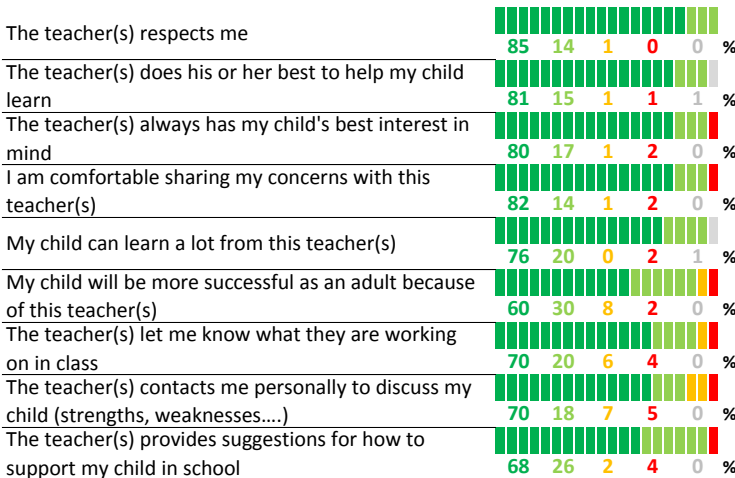 The teacher(s) respects me
85 14 1 0 0 %
The teacher(s) does his or her best to help my child
learn
81 15 1 1 1 %
The teacher(s) always has my child's best interest in
mind
80 17 1 2 0 %
I am comfortable sharing my concerns with this
teacher(s)
82 14 1 2 0 %
My child can learn a lot from this teacher(s)
76 20 0 2 1 %
My child will be more successful as an adult because
of this teacher(s)
60 30 8 2 0 %
The teacher(s) let me know what they are working
on in class
70 20 6 4 0 %
The teacher(s) contacts me personally to discuss my
child (strengths, weaknesses....)
70 18 7 5 0 %
The teacher(s) provides suggestions for how to
support my child in school
68 26 2 4 0 %